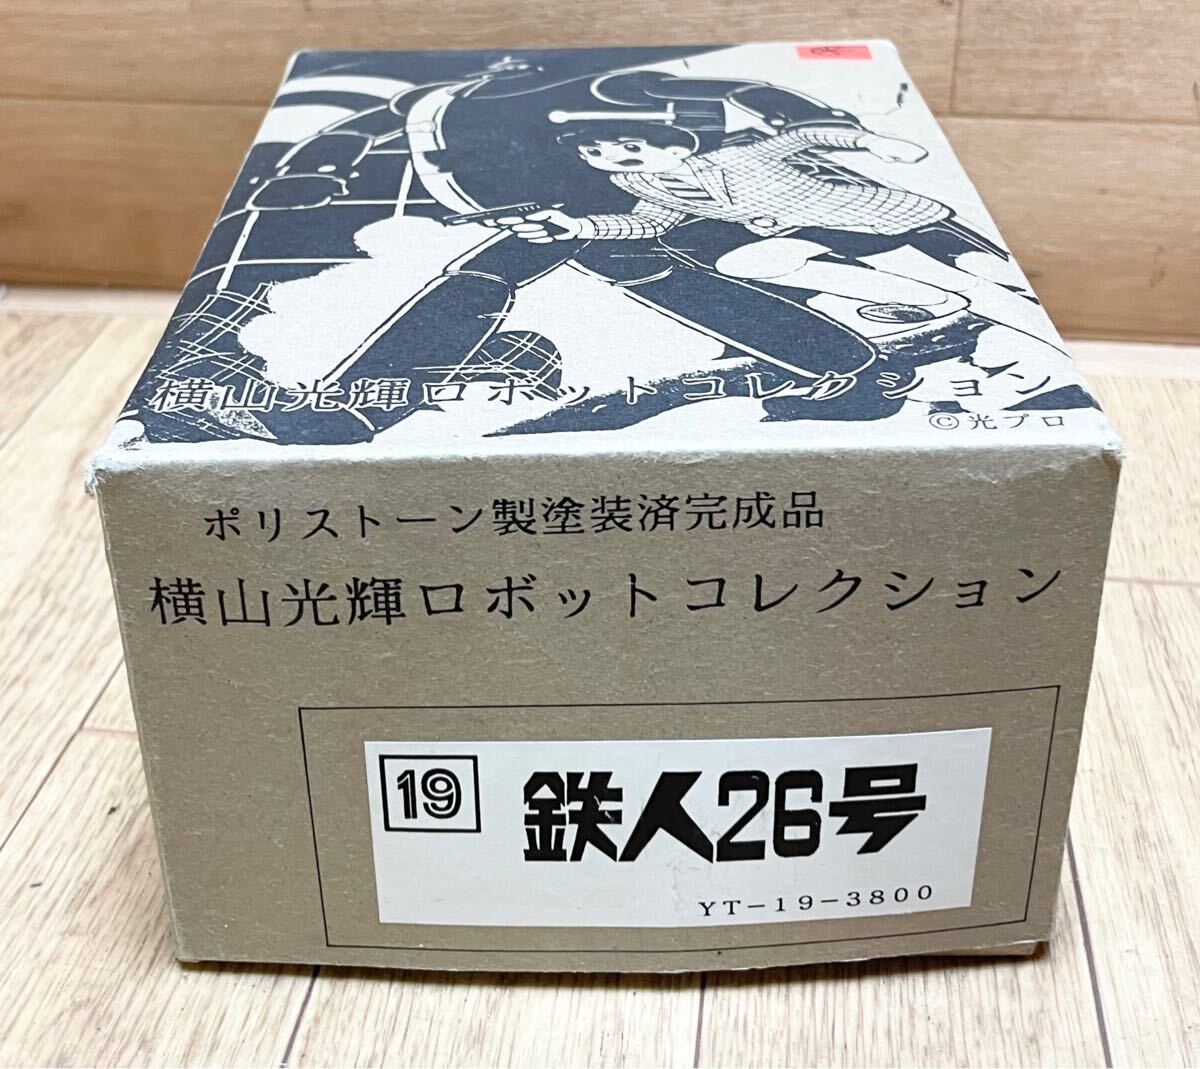 横山光輝ロボットコレクション
©光プロ
ポリストーン製塗装済完成品
横山光輝ロボットコレクション
19 鉄人26号
YT-19-3800